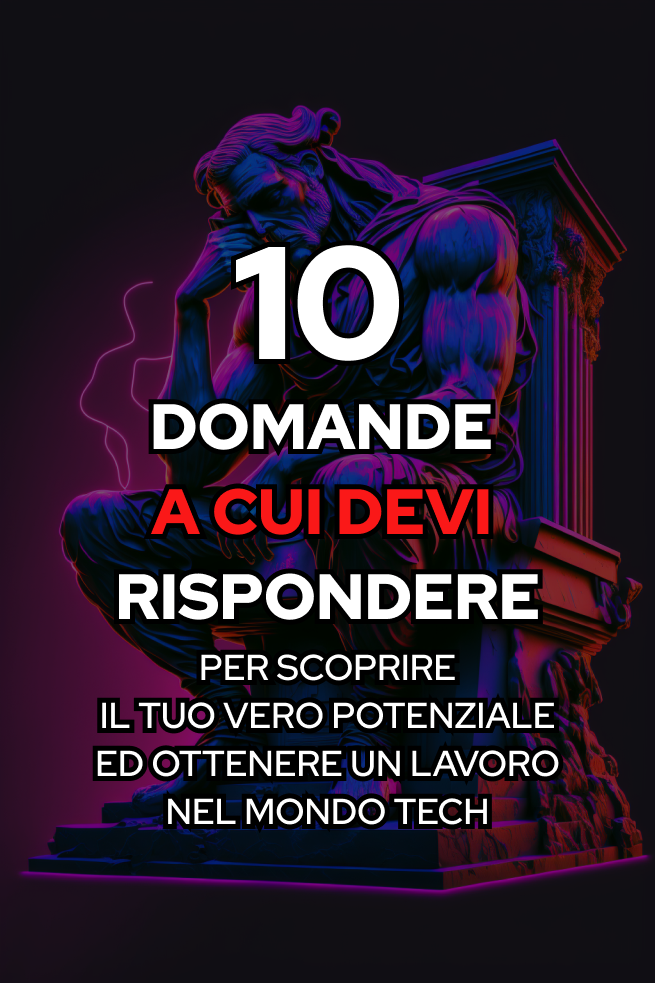 10
DOMANDE
A CUI DEVI
RISPONDERE
PER SCOPRIRE
IL TUO VERO POTENZIALE
ED OTTENERE UN LAVORO
NEL MONDO TECH